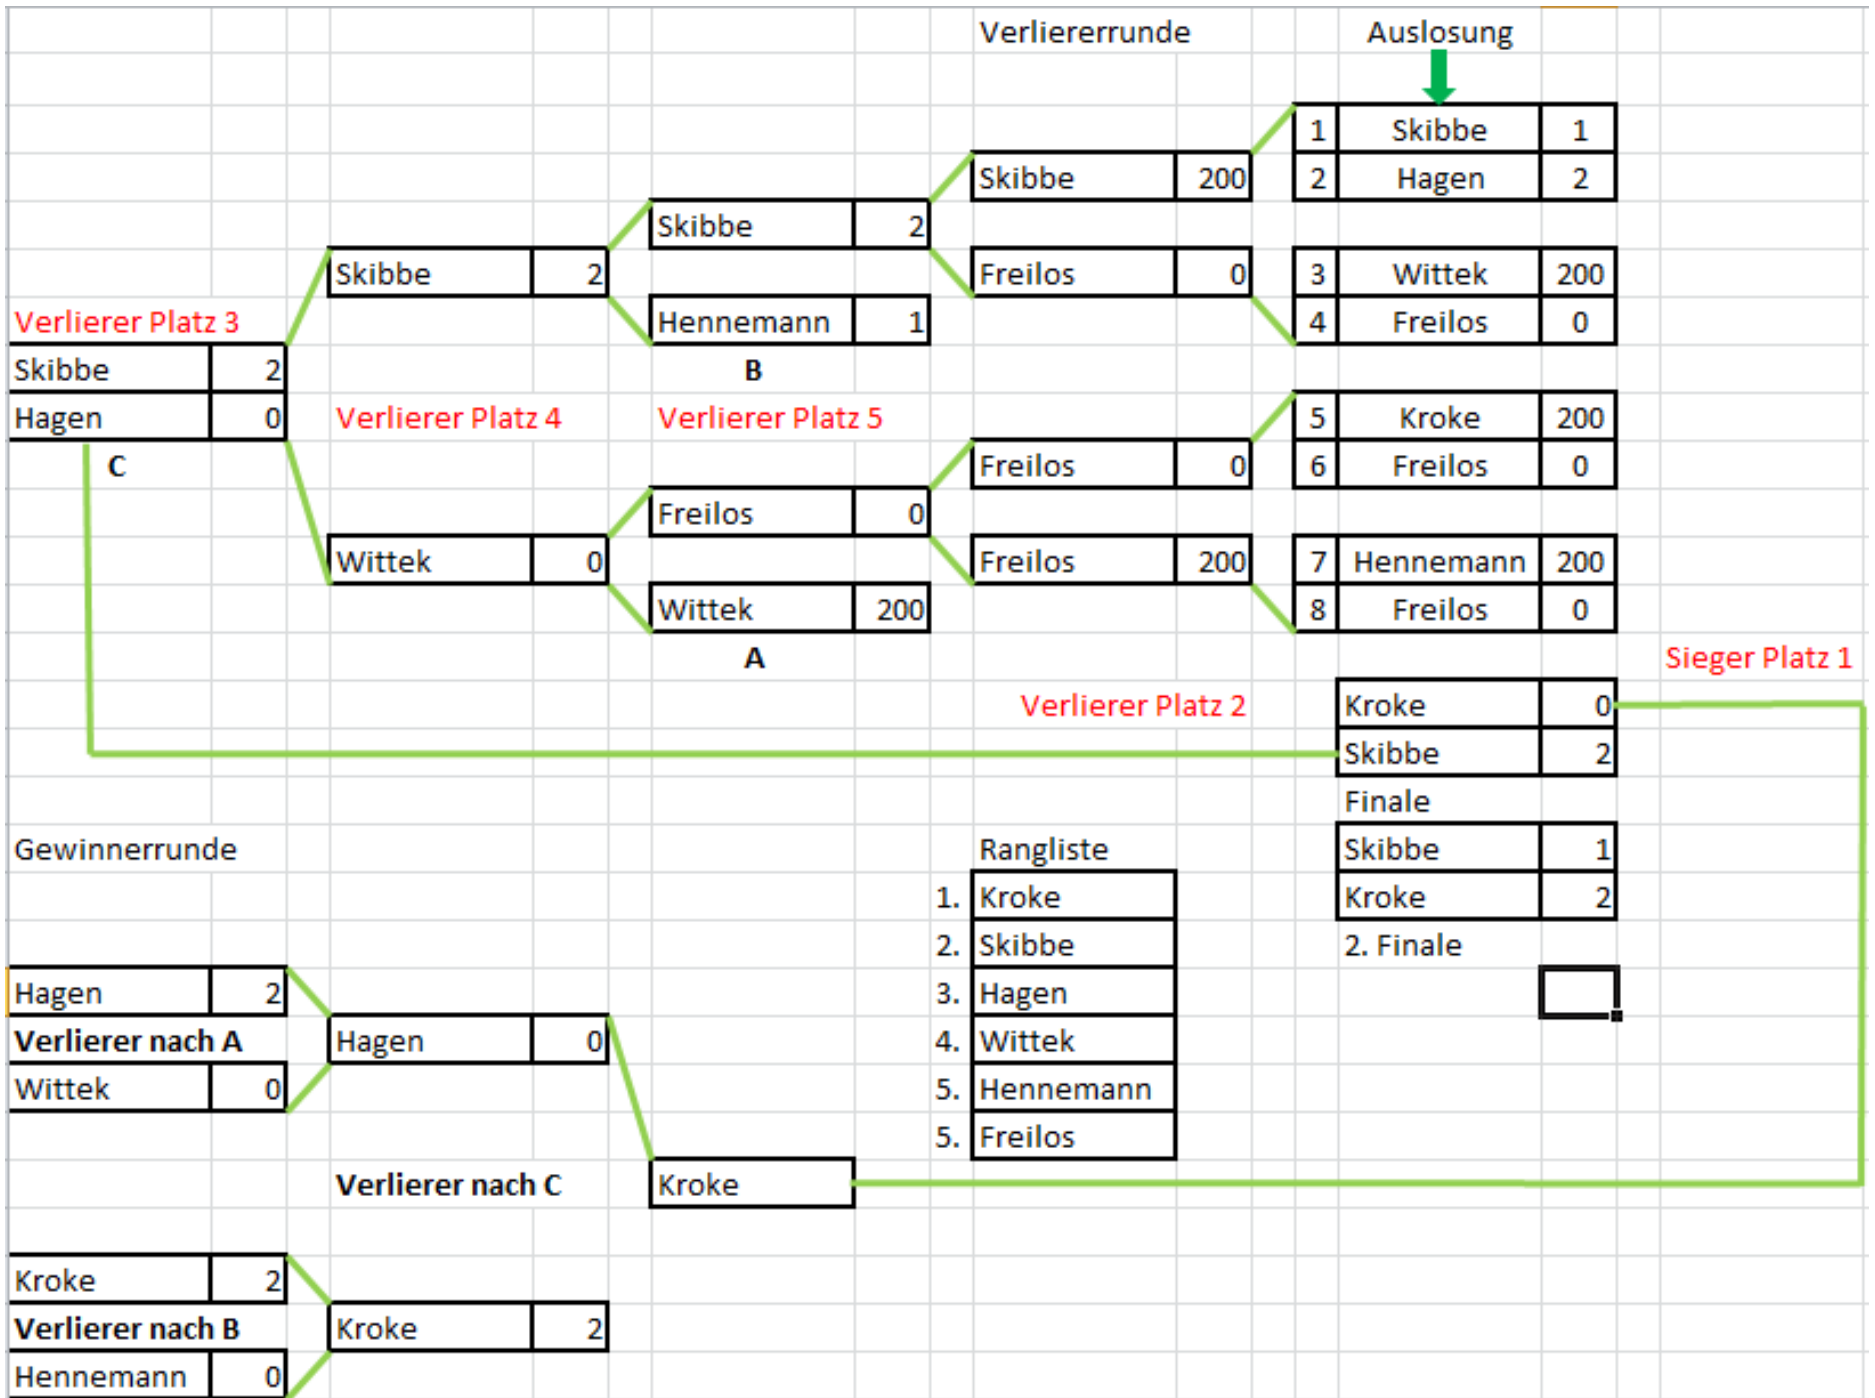 Verliererrunde Auslosung
1 Skibbe 1
Skibbe 200 2 Hagen 2
Skibbe 2
Skibbe 2 Freilos 0 3 Wittek 200
Verlierer Platz 3 Hennemann 1 4 Freilos 0
Skibbe 2 B
Hagen 0 Verlierer Platz 4 Verlierer Platz 5 5 Kroke 200
C Freilos 0 6 Freilos 0
Freilos 0
Wittek 0 Freilos 200 7 Hennemann 200
Wittek 200 8 Freilos 0
A Sieger Platz 1
Verlierer Platz 2 Kroke 0
Skibbe 2
Finale
Gewinnerrunde Rangliste Skibbe 1
1. Kroke Kroke 2
2. Skibbe 2. Finale
Hagen 2 3. Hagen
Verlierer nach A Hagen 0 4. Wittek
Wittek 0 5. Hennemann
5. Freilos
Verlierer nach C Kroke
Kroke 2
Verlierer nach B Kroke 2
Hennemann 0